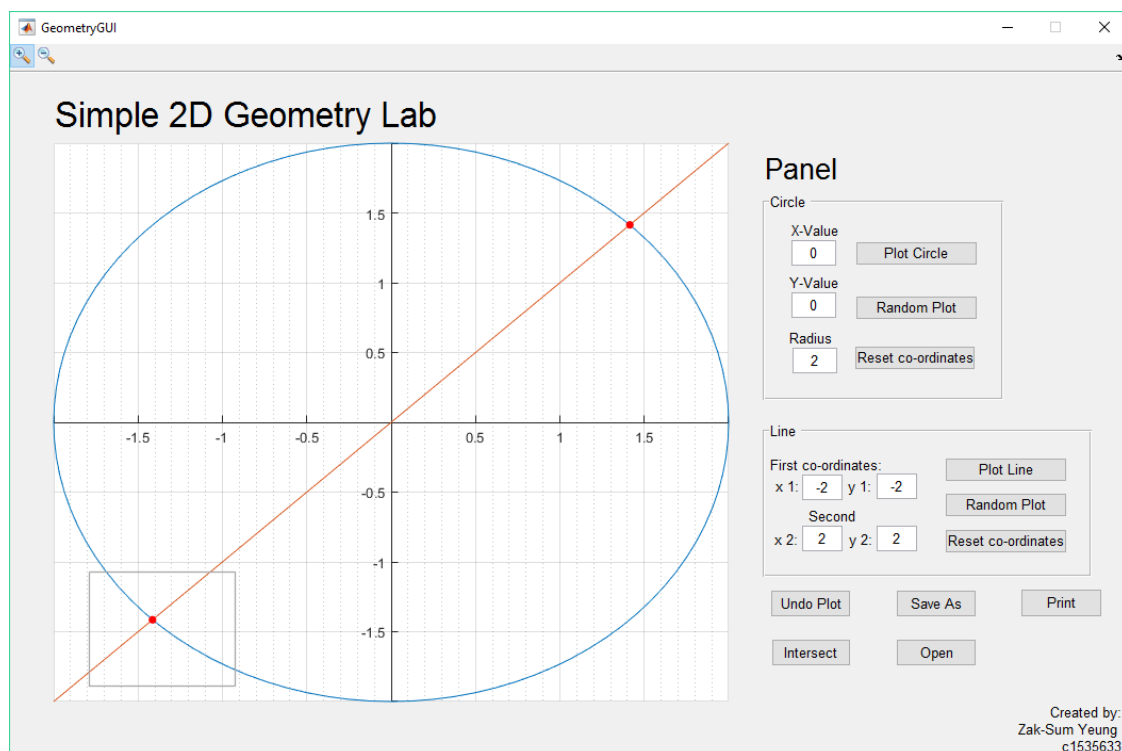 GeometryGUI
Simple 2D Geometry Lab
1.5
1
0.5
-1.5 -1 -0.5 0.5 1 1.5
-0.5
-1
-1.5
Panel
Circle
X-Value
0 Plot Circle
Y-Value
0 Random Plot
Radius
2 Reset co-ordinates
Line
First co-ordinates: Plot Line
x 1: -2 y 1: -2
Random Plot
Second
x 2: 2 y 2: 2 Reset co-ordinates
Undo Plot Save As Print
Intersect Open
Created by:
Zak-Sum Yeung
c1535633